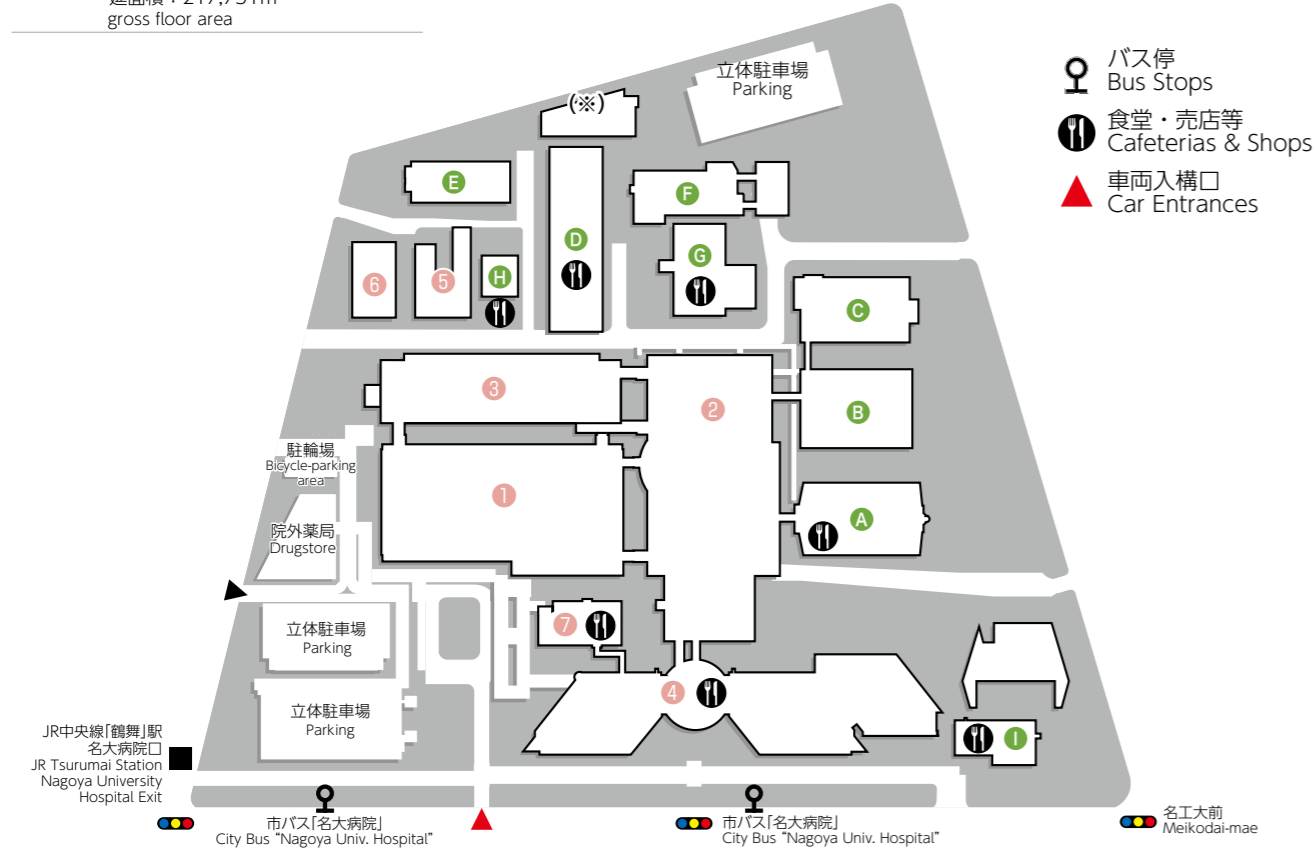 延面積：217,751m²
gross floor area
立体駐車場
Parking
バス停
Bus Stops
食堂・売店等
Cafeterias & Shops
車両入構口
Car Entrances
(※)
E
F
D
G
6
5
H
C
3
2
B
駐輪場
Bicycle-parking
area
1
A
院外薬局
Drugstore
立体駐車場
Parking
7
4
立体駐車場
Parking
I
JR中央線「鶴舞」駅
名大病院口
JR Tsurumai Station
Nagoya University
Hospital Exit
市バス「名大病院」
City Bus “Nagoya Univ. Hospital”
市バス「名大病院」
City Bus “Nagoya Univ. Hospital”
名工大前
Meikodai-mae